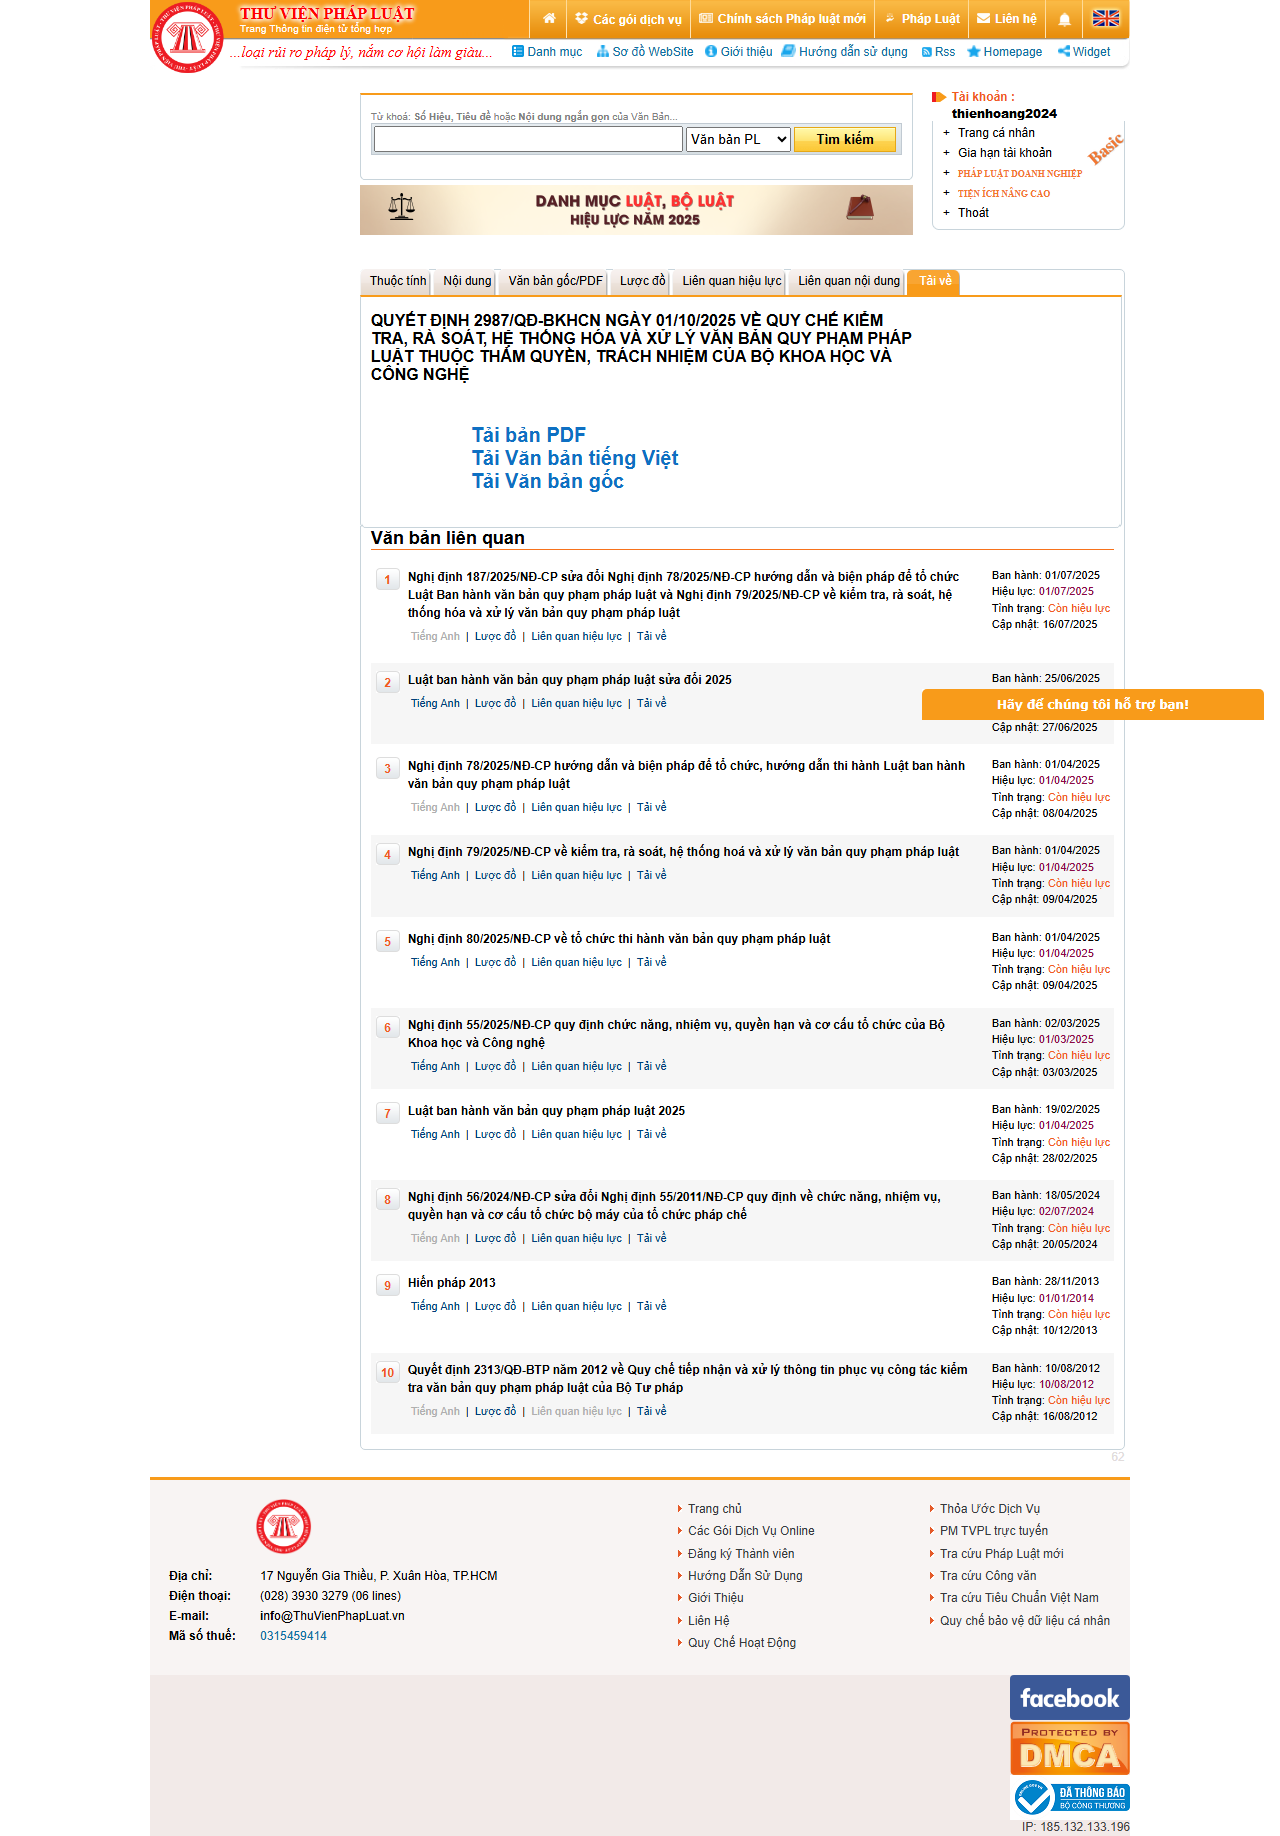 THƯ VIỆN PHÁP LUẬT
Trang Thông tin điện tử tổng hợp
Các gói dịch vụ
Chính sách Pháp luật mới
Pháp Luật
Liên hệ
...loại rủi ro pháp lý, nắm cơ hội làm giàu...
Danh mục
Sơ đồ WebSite
Giới thiệu
Hướng dẫn sử dụng
Rss
Homepage
Widget
Từ khoá: Số Hiệu, Tiêu đề hoặc Nội dung ngắn gọn của Văn Bản...
Văn bản PL
Tìm kiếm
DANH MỤC LUẬT, BỘ LUẬT
HIỆU LỰC NĂM 2025
Tài khoản :
thienhoang2024
+ Trang cá nhân
+ Gia hạn tài khoản
+ PHÁP LUẬT DOANH NGHIỆP
+ TIỆN ÍCH NÂNG CAO
+ Thoát
Basic
Thuộc tính
Nội dung
Văn bản gốc/PDF
Lược đồ
Liên quan hiệu lực
Liên quan nội dung
Tải về
QUYẾT ĐỊNH 2987/QĐ-BKHCN NGÀY 01/10/2025 VỀ QUY CHẾ KIỂM
TRA, RÀ SOÁT, HỆ THỐNG HÓA VÀ XỬ LÝ VĂN BẢN QUY PHẠM PHÁP
LUẬT THUỘC THẨM QUYỀN, TRÁCH NHIỆM CỦA BỘ KHOA HỌC VÀ
CÔNG NGHỆ
Tải bản PDF
Tải Văn bản tiếng Việt
Tải Văn bản gốc
Văn bản liên quan
1
Nghị định 187/2025/NĐ-CP sửa đổi Nghị định 78/2025/NĐ-CP hướng dẫn và biện pháp để tổ chức
Luật Ban hành văn bản quy phạm pháp luật và Nghị định 79/2025/NĐ-CP về kiểm tra, rà soát, hệ
thống hóa và xử lý văn bản quy phạm pháp luật
Tiếng Anh | Lược đồ | Liên quan hiệu lực | Tải về
Ban hành: 01/07/2025
Hiệu lực: 01/07/2025
Tình trạng: Còn hiệu lực
Cập nhật: 16/07/2025
2
Luật ban hành văn bản quy phạm pháp luật sửa đổi 2025
Tiếng Anh | Lược đồ | Liên quan hiệu lực | Tải về
Ban hành: 25/06/2025
Hãy để chúng tôi hỗ trợ bạn!
Cập nhật: 27/06/2025
3
Nghị định 78/2025/NĐ-CP hướng dẫn và biện pháp để tổ chức, hướng dẫn thi hành Luật ban hành
văn bản quy phạm pháp luật
Tiếng Anh | Lược đồ | Liên quan hiệu lực | Tải về
Ban hành: 01/04/2025
Hiệu lực: 01/04/2025
Tình trạng: Còn hiệu lực
Cập nhật: 08/04/2025
4
Nghị định 79/2025/NĐ-CP về kiểm tra, rà soát, hệ thống hoá và xử lý văn bản quy phạm pháp luật
Tiếng Anh | Lược đồ | Liên quan hiệu lực | Tải về
Ban hành: 01/04/2025
Hiệu lực: 01/04/2025
Tình trạng: Còn hiệu lực
Cập nhật: 09/04/2025
5
Nghị định 80/2025/NĐ-CP về tổ chức thi hành văn bản quy phạm pháp luật
Tiếng Anh | Lược đồ | Liên quan hiệu lực | Tải về
Ban hành: 01/04/2025
Hiệu lực: 01/04/2025
Tình trạng: Còn hiệu lực
Cập nhật: 09/04/2025
6
Nghị định 55/2025/NĐ-CP quy định chức năng, nhiệm vụ, quyền hạn và cơ cấu tổ chức của Bộ
Khoa học và Công nghệ
Tiếng Anh | Lược đồ | Liên quan hiệu lực | Tải về
Ban hành: 02/03/2025
Hiệu lực: 01/03/2025
Tình trạng: Còn hiệu lực
Cập nhật: 03/03/2025
7
Luật ban hành văn bản quy phạm pháp luật 2025
Tiếng Anh | Lược đồ | Liên quan hiệu lực | Tải về
Ban hành: 19/02/2025
Hiệu lực: 01/04/2025
Tình trạng: Còn hiệu lực
Cập nhật: 28/02/2025
8
Nghị định 56/2024/NĐ-CP sửa đổi Nghị định 55/2011/NĐ-CP quy định về chức năng, nhiệm vụ,
quyền hạn và cơ cấu tổ chức bộ máy của tổ chức pháp chế
Tiếng Anh | Lược đồ | Liên quan hiệu lực | Tải về
Ban hành: 18/05/2024
Hiệu lực: 02/07/2024
Tình trạng: Còn hiệu lực
Cập nhật: 20/05/2024
9
Hiến pháp 2013
Tiếng Anh | Lược đồ | Liên quan hiệu lực | Tải về
Ban hành: 28/11/2013
Hiệu lực: 01/01/2014
Tình trạng: Còn hiệu lực
Cập nhật: 10/12/2013
10
Quyết định 2313/QĐ-BTP năm 2012 về Quy chế tiếp nhận và xử lý thông tin phục vụ công tác kiểm
tra văn bản quy phạm pháp luật của Bộ Tư pháp
Tiếng Anh | Lược đồ | Liên quan hiệu lực | Tải về
Ban hành: 10/08/2012
Hiệu lực: 10/08/2012
Tình trạng: Còn hiệu lực
Cập nhật: 16/08/2012
62
Địa chỉ: 17 Nguyễn Gia Thiều, P. Xuân Hòa, TP.HCM
Điện thoại: (028) 3930 3279 (06 lines)
E-mail: info@ThuVienPhapLuat.vn
Mã số thuế: 0315459414
Trang chủ
Các Gói Dịch Vụ Online
Đăng ký Thành viên
Hướng Dẫn Sử Dụng
Giới Thiệu
Liên Hệ
Quy Chế Hoạt Động
Thỏa Ước Dịch Vụ
PM TVPL trực tuyến
Tra cứu Pháp Luật mới
Tra cứu Công văn
Tra cứu Tiêu Chuẩn Việt Nam
Quy chế bảo vệ dữ liệu cá nhân
facebook
PROTECTED BY
DMCA
ĐÃ THÔNG BÁO
BỘ CÔNG THƯƠNG
IP: 185.132.133.196